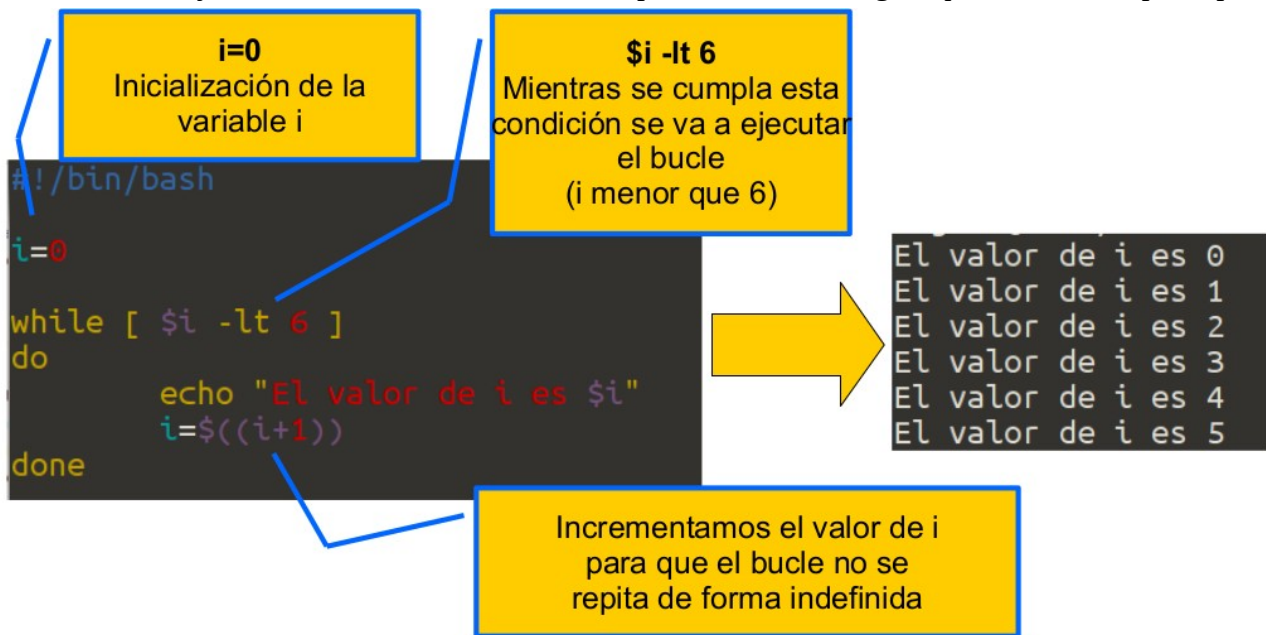 i=0
Inicialización de la
variable i
$i -lt 6
Mientras se cumpla esta
condición se va a ejecutar
el bucle
(i menor que 6)
#!/bin/bash
i=0
while [ $i -lt 6 ]
do
echo "El valor de i es $i"
i=$((i+1))
done
El valor de i es 0
El valor de i es 1
El valor de i es 2
El valor de i es 3
El valor de i es 4
El valor de i es 5
Incrementamos el valor de i
para que el bucle no se
repita de forma indefinida